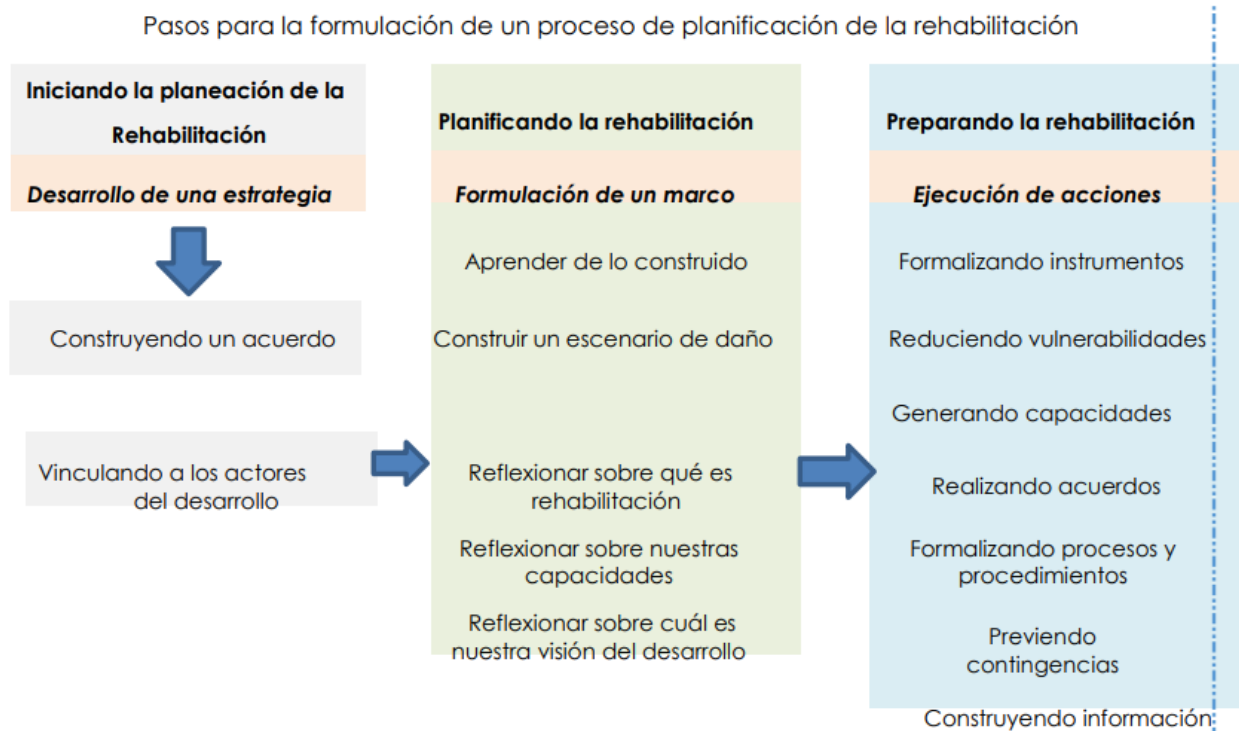 Pasos para la formulación de un proceso de planificación de la rehabilitación
Iniciando la planeación de la
Rehabilitación
Desarrollo de una estrategia
Construyendo un acuerdo
Vinculando a los actores
del desarrollo
Planificando la rehabilitación
Formulación de un marco
Aprender de lo construido
Construir un escenario de daño
Reflexionar sobre qué es
rehabilitación
Reflexionar sobre nuestras
capacidades
Reflexionar sobre cuál es
nuestra visión del desarrollo
Preparando la rehabilitación
Ejecución de acciones
Formalizando instrumentos
Reduciendo vulnerabilidades
Generando capacidades
Realizando acuerdos
Formalizando procesos y
procedimientos
Previendo
contingencias
Construyendo información